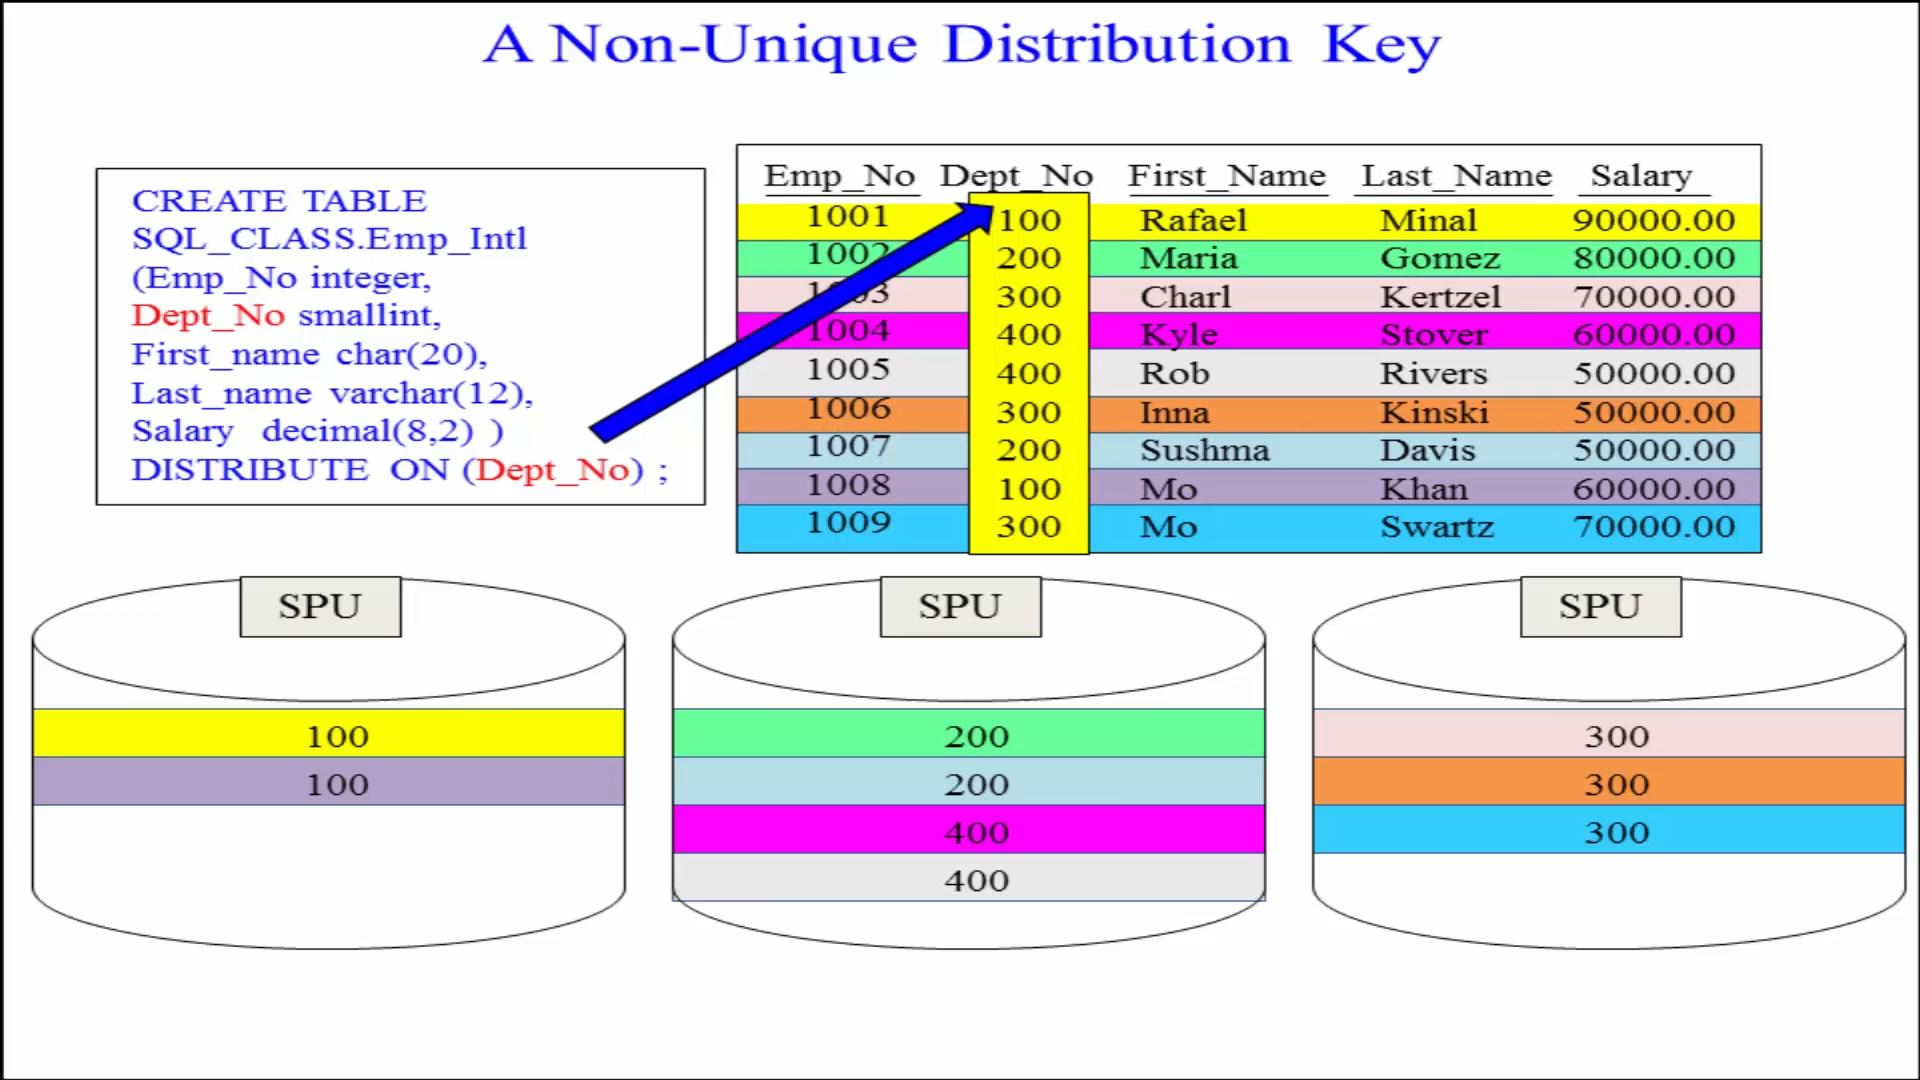 A Non-Unique Distribution Key
CREATE TABLE
SQL_CLASS.Emp_Intl
(Emp_No integer,
Dept_No smallint,
First_name char(20),
Last_name varchar(12),
Salary decimal(8,2) )
DISTRIBUTE ON (Dept_No) ;
Emp_No Dept_No First_Name Last_Name Salary
1001 100 Rafael Minal 90000.00
1002 200 Maria Gomez 80000.00
1003 300 Charl Kertzel 70000.00
1004 400 Kyle Stover 60000.00
1005 400 Rob Rivers 50000.00
1006 300 Inna Kinski 50000.00
1007 200 Sushma Davis 50000.00
1008 100 Mo Khan 60000.00
1009 300 Mo Swartz 70000.00
SPU
100
100
SPU
200
200
400
400
SPU
300
300
300